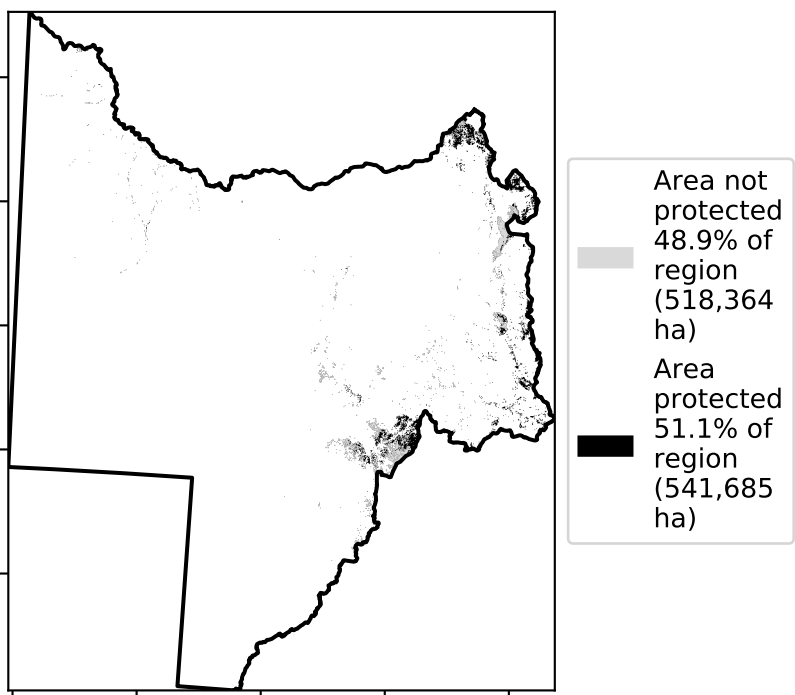 Area not
protected
48.9% of
region
(518,364
ha)
Area
protected
51.1% of
region
(541,685
ha)